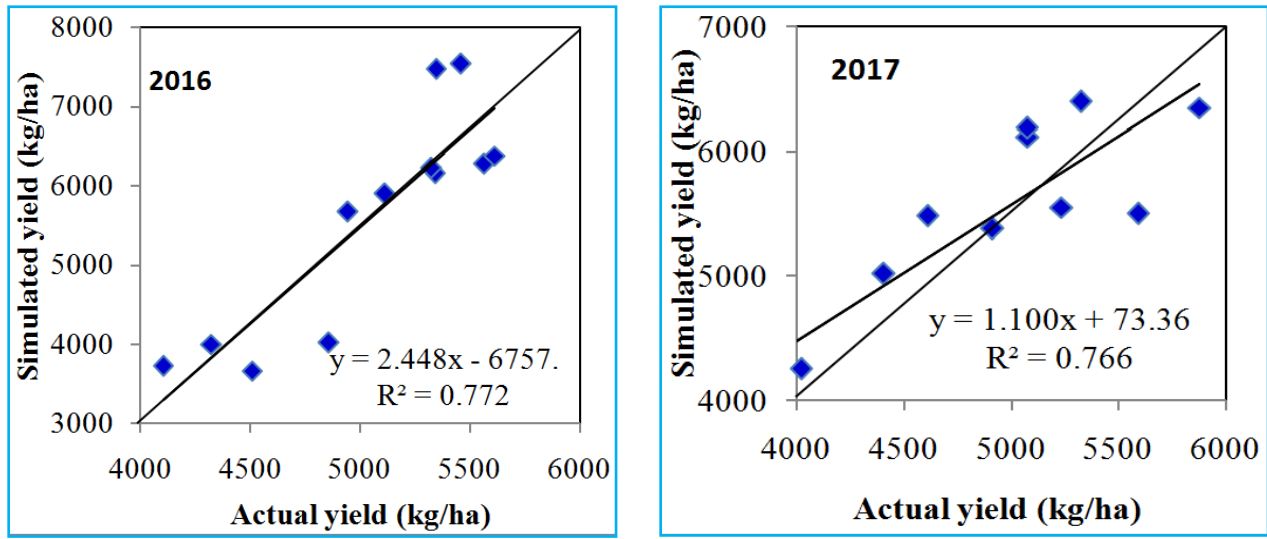 8000
7000
6000
5000
4000
3000
2016
Simulated yield (kg/ha)
y = 2.448x - 6757.
R² = 0.772
4000 4500 5000 5500 6000
Actual yield (kg/ha)
7000
6000
5000
4000
2017
Simulated yield (kg/ha)
y = 1.100x + 73.36
R² = 0.766
4000 4500 5000 5500 6000
Actual yield (kg/ha)